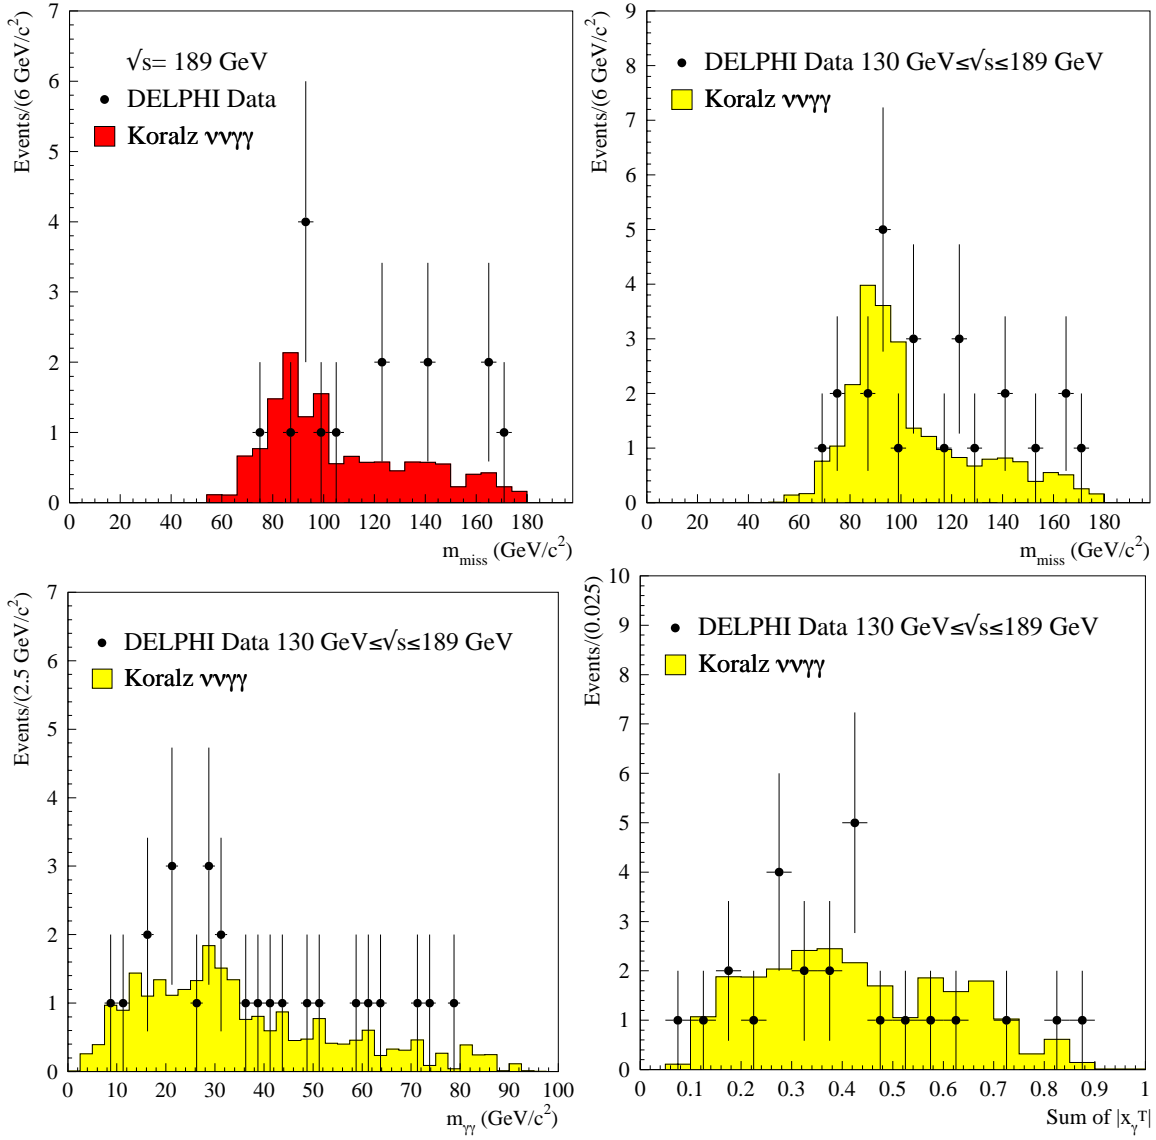 Events/(6 GeV/c²)
7
6
5
4
3
2
1
0
√s= 189 GeV
DELPHI Data
Koralz ννγγ
0 20 40 60 80 100 120 140 160 180
m_miss (GeV/c²)
Events/(6 GeV/c²)
9
8
7
6
5
4
3
2
1
0
DELPHI Data 130 GeV≤√s≤189 GeV
Koralz ννγγ
0 20 40 60 80 100 120 140 160 180
m_miss (GeV/c²)
Events/(2.5 GeV/c²)
7
6
5
4
3
2
1
0
DELPHI Data 130 GeV≤√s≤189 GeV
Koralz ννγγ
0 10 20 30 40 50 60 70 80 90 100
m_γγ (GeV/c²)
Events/(0.025)
10
9
8
7
6
5
4
3
2
1
0
DELPHI Data 130 GeV≤√s≤189 GeV
Koralz ννγγ
0 0.1 0.2 0.3 0.4 0.5 0.6 0.7 0.8 0.9 1
Sum of |x_γ^T|